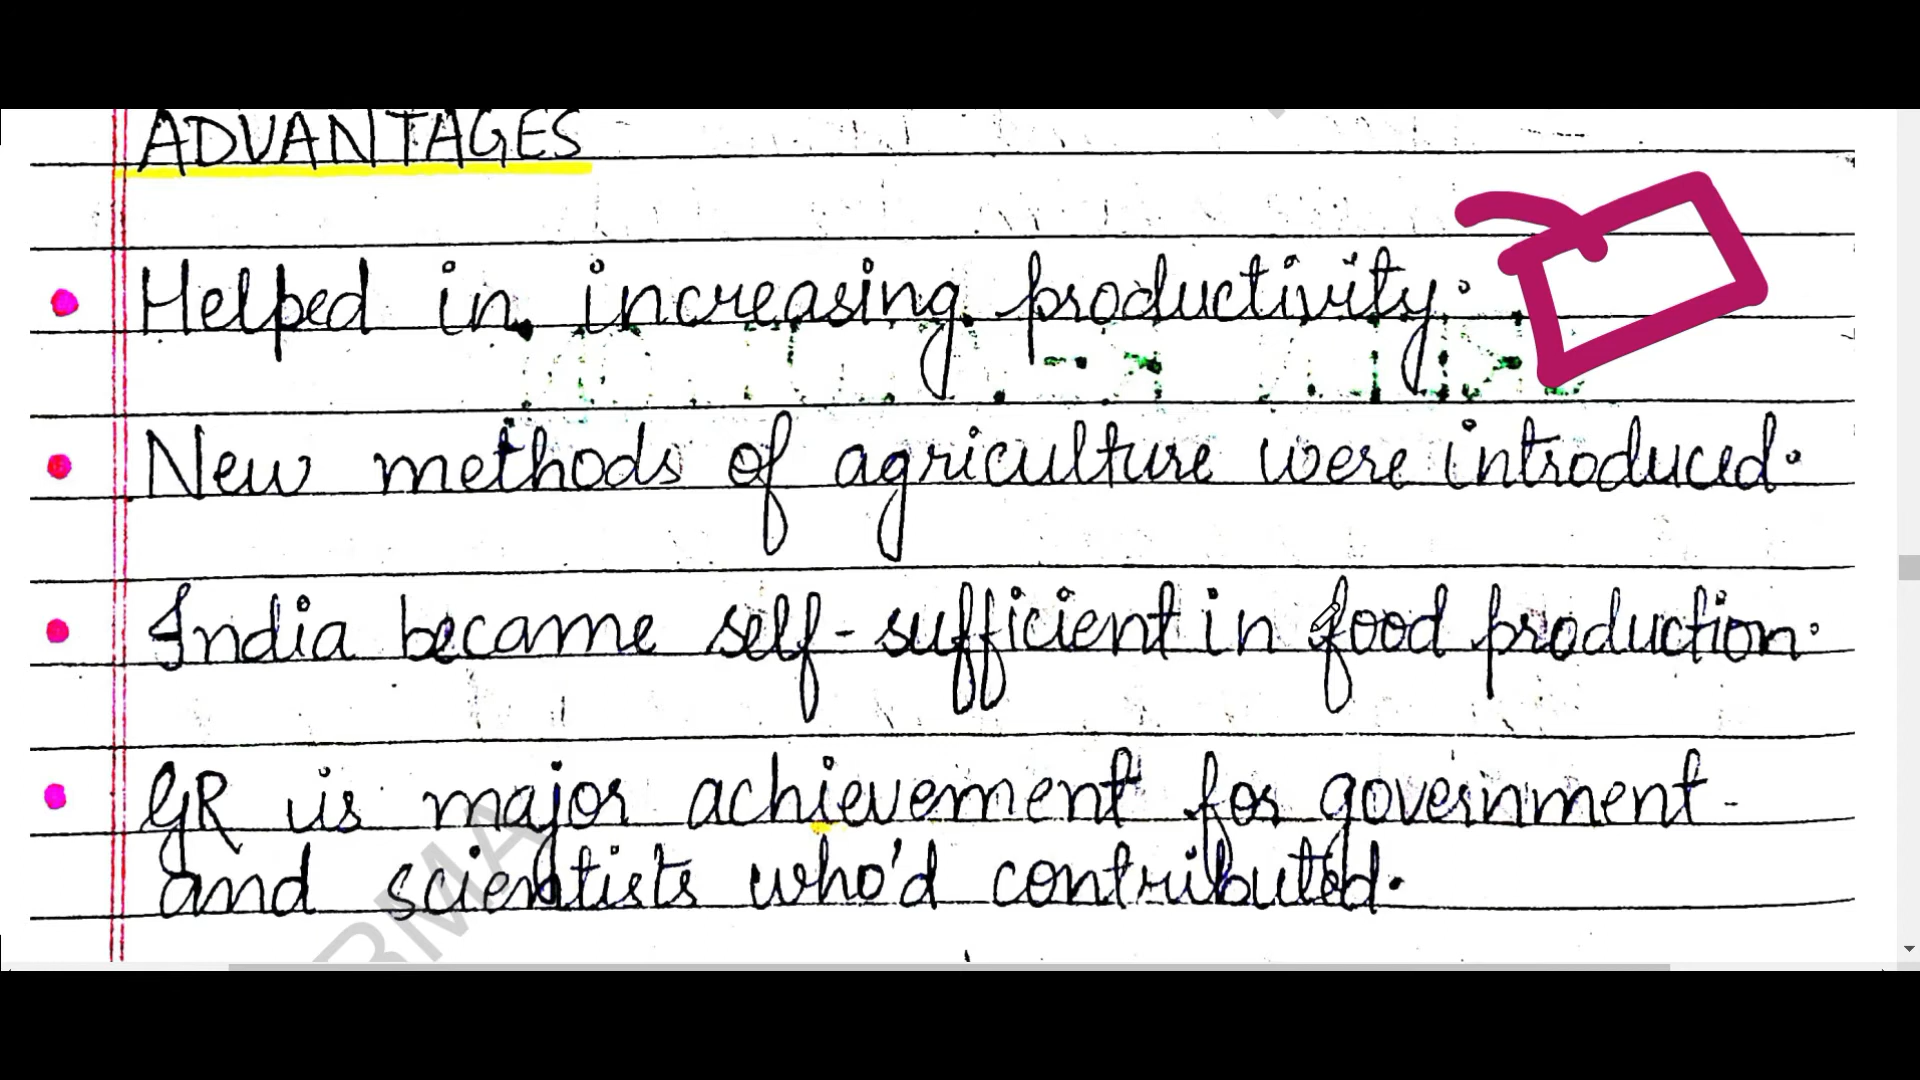 ADVANTAGES
Helped in increasing productivity.
New methods of agriculture were introduced.
India became self-sufficient in food production.
GR is major achievement for government-
and scientists who'd contributed.